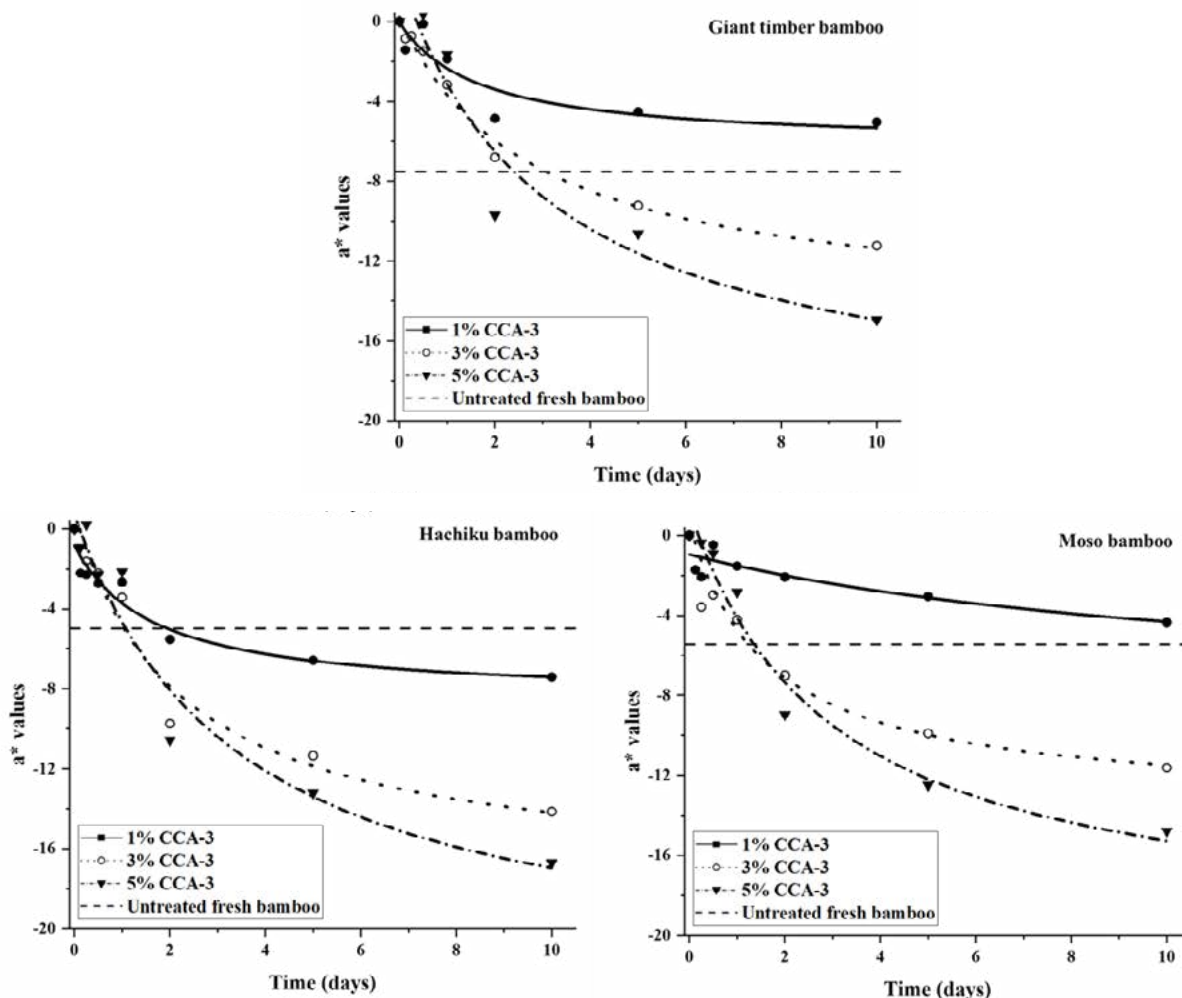 0
-4
-8
-12
-16
-20
a* values
Giant timber bamboo
1% CCA-3
3% CCA-3
5% CCA-3
Untreated fresh bamboo
0 2 4 6 8 10
Time (days)
0
-4
-8
-12
-16
-20
a* values
Hachiku bamboo
1% CCA-3
3% CCA-3
5% CCA-3
Untreated fresh bamboo
0 2 4 6 8 10
Time (days)
0
-4
-8
-12
-16
-20
a* values
Moso bamboo
1% CCA-3
3% CCA-3
5% CCA-3
Untreated fresh bamboo
0 2 4 6 8 10
Time (days)